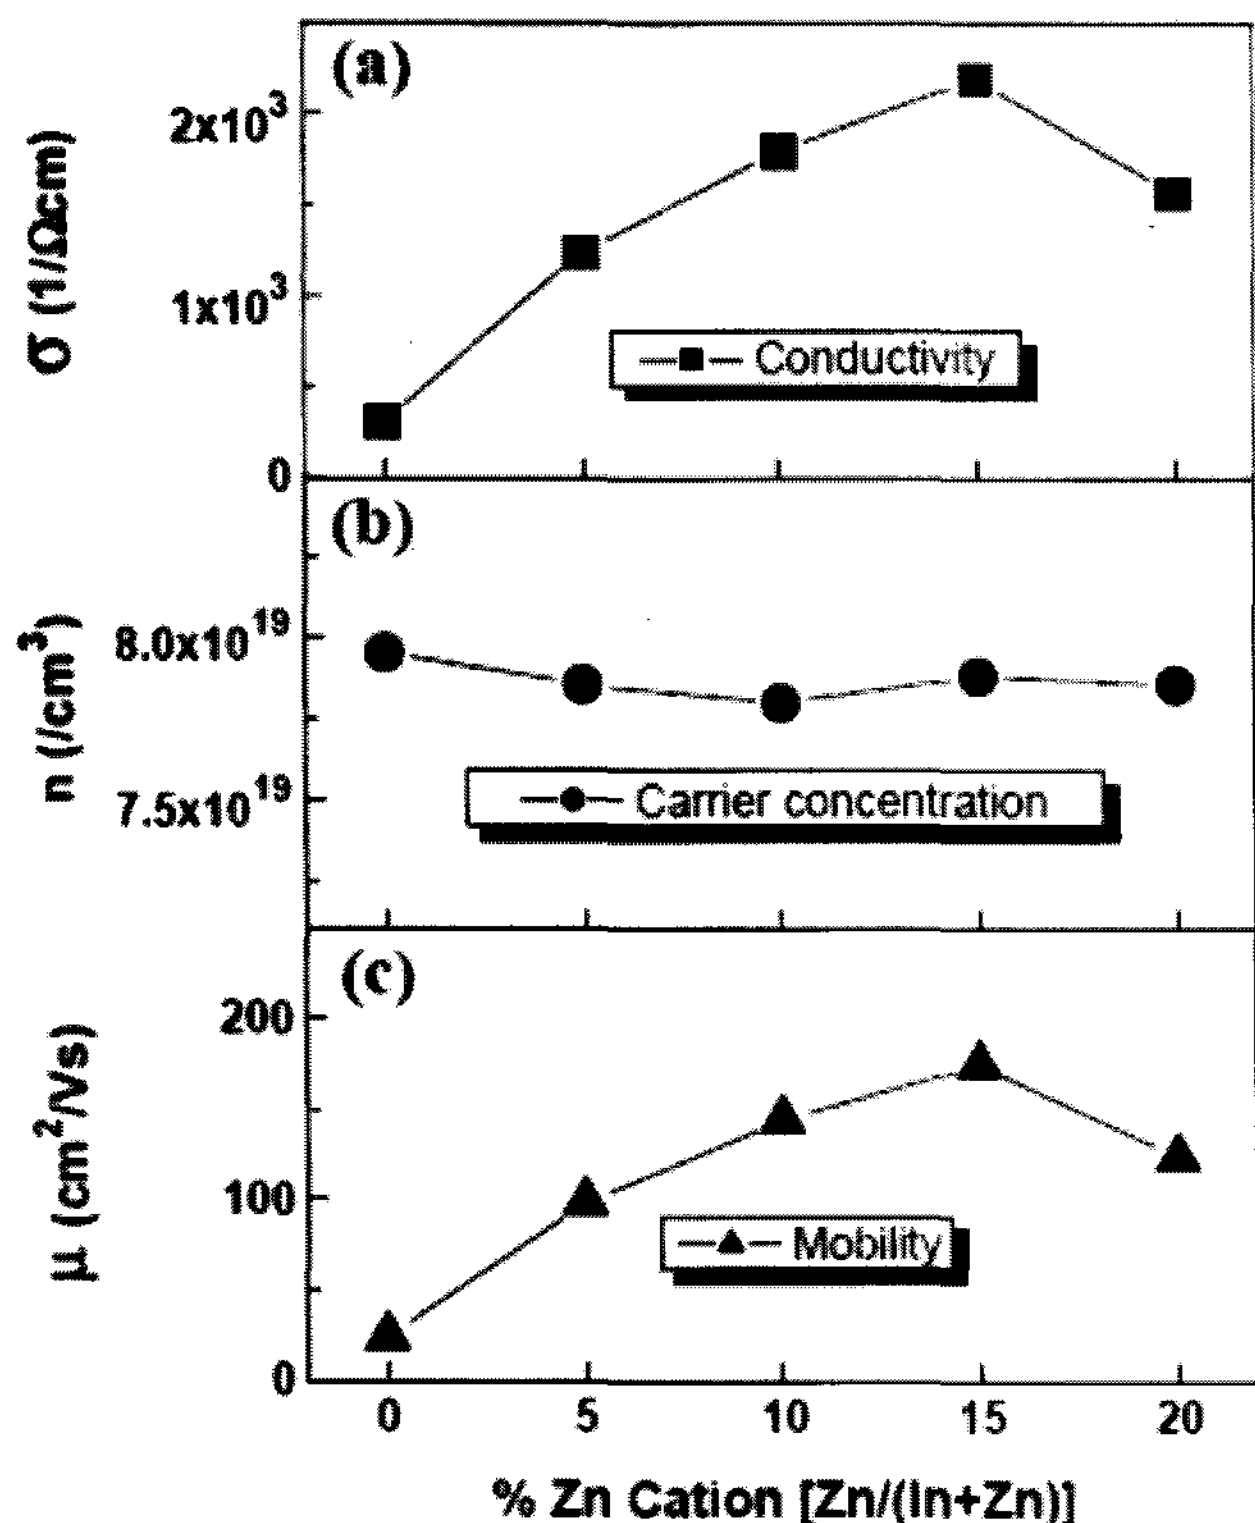 (a)
2x10³
1x10³
0
σ (1/Ωcm)
Conductivity
(b)
8.0x10¹⁹
7.5x10¹⁹
n (/cm³)
Carrier concentration
(c)
200
100
0
μ (cm²/Vs)
Mobility
0 5 10 15 20
% Zn Cation [Zn/(In+Zn)]